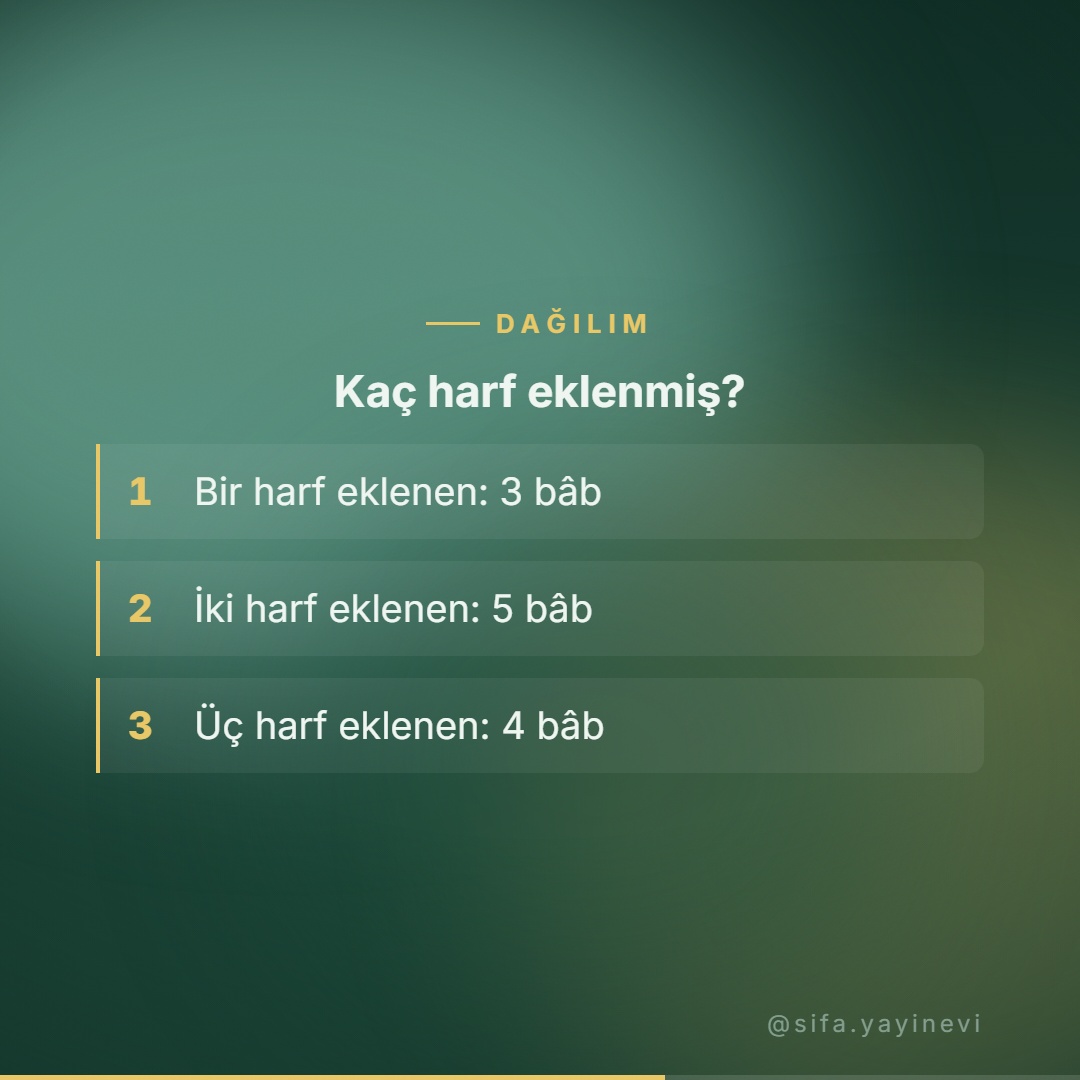 DAĞILIM
Kaç harf eklenmiş?
1 Bir harf eklenen: 3 bâb
2 İki harf eklenen: 5 bâb
3 Üç harf eklenen: 4 bâb
@sifa.yayinevi